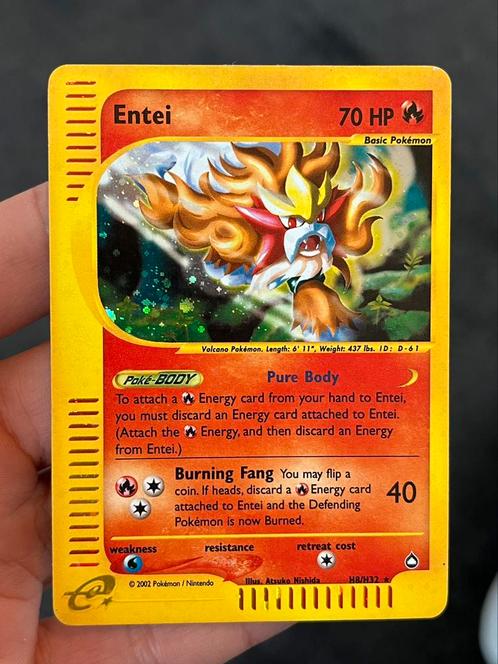 Entei
70 HP
Basic Pokémon
Volcano Pokémon. Length: 6' 11", Weight: 437 lbs. ID: D-61
Poké-BODY Pure Body
To attach a Energy card from your hand to Entei,
you must discard an Energy card attached to Entei.
(Attach the Energy, and then discard an Energy
from Entei.)
Burning Fang You may flip a
coin. If heads, discard a Energy card
attached to Entei and the Defending
Pokémon is now Burned.
40
weakness resistance retreat cost
© 2002 Pokémon / Nintendo
Illus. Atsuko Nishida
H8/H32 ★
e